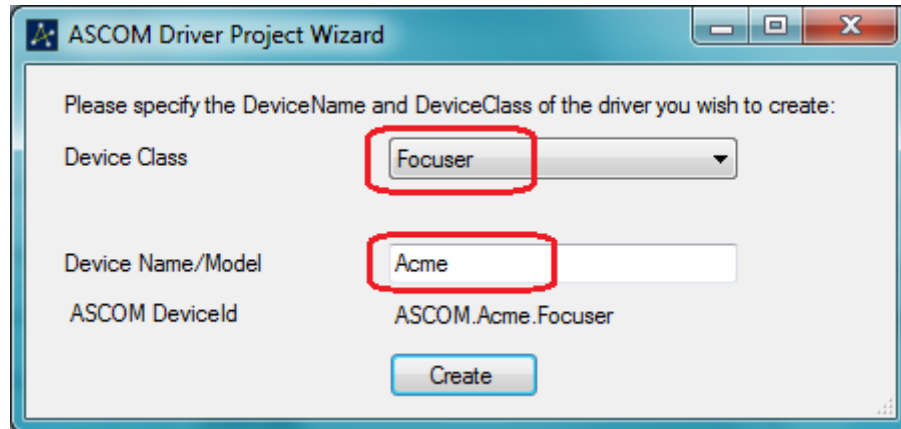 ASCOM Driver Project Wizard
Please specify the DeviceName and DeviceClass of the driver you wish to create:
Device Class Focuser
Device Name/Model Acme
ASCOM DeviceId ASCOM.Acme.Focuser
Create